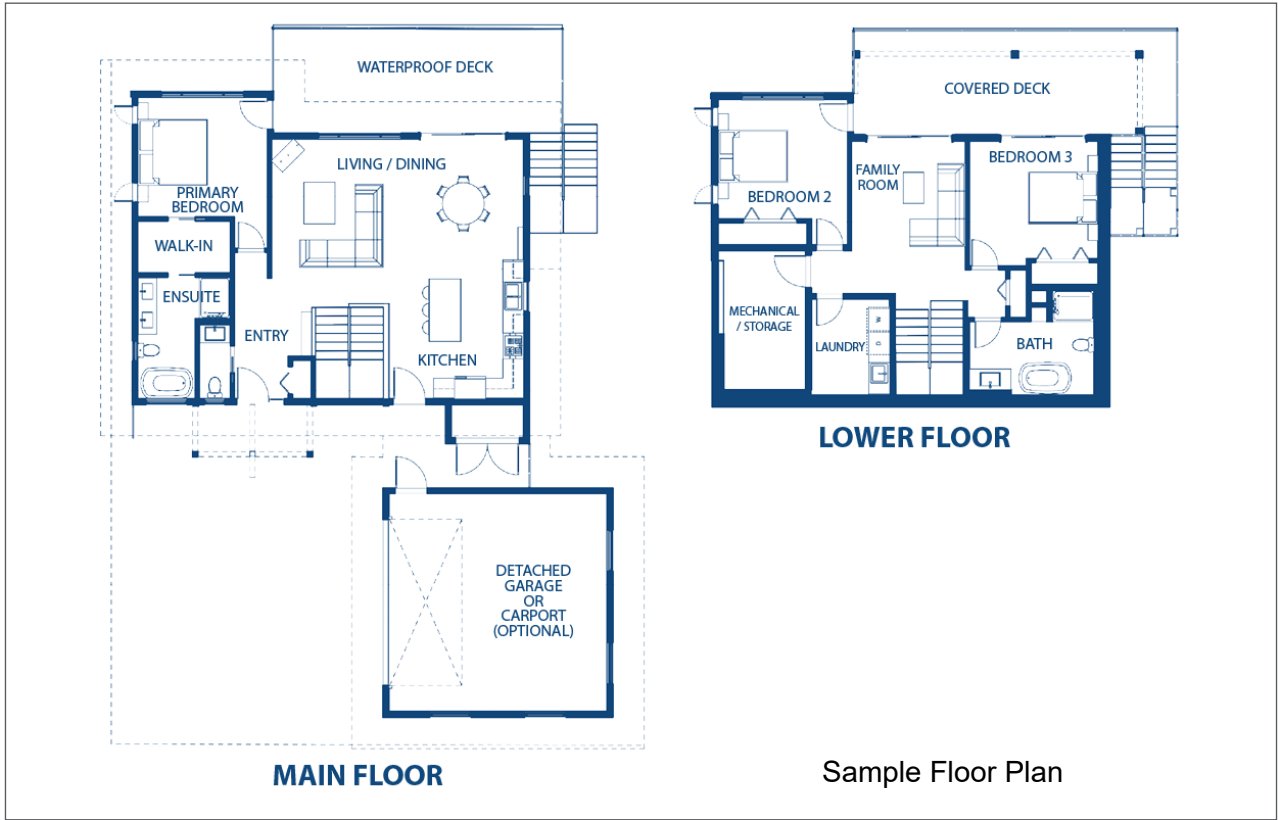 WATERPROOF DECK
LIVING / DINING
PRIMARY
BEDROOM
WALK-IN
ENSUITE
ENTRY
KITCHEN
DETACHED
GARAGE
OR
CARPORT
(OPTIONAL)
MAIN FLOOR
COVERED DECK
BEDROOM 2
FAMILY
ROOM
BEDROOM 3
MECHANICAL
/ STORAGE
LAUNDRY
W
D
BATH
LOWER FLOOR
Sample Floor Plan